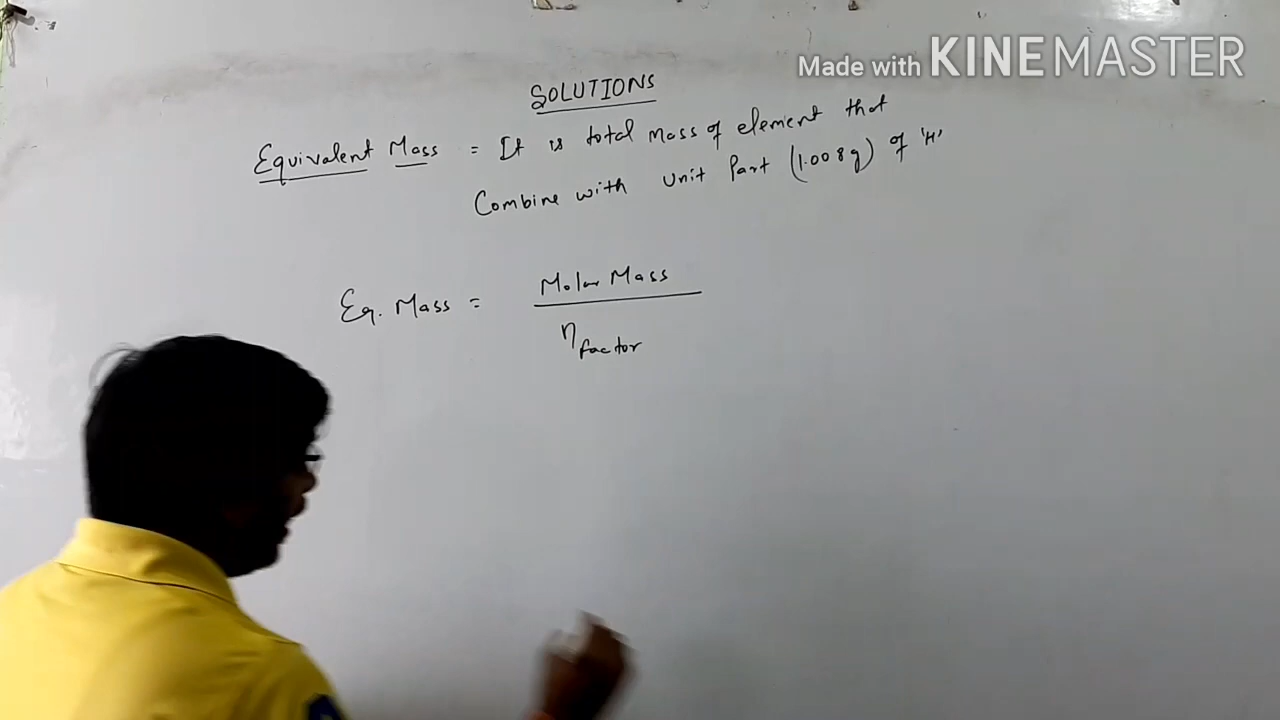 Made with KINEMASTER
SOLUTIONS
Equivalent Mass = It is total Mass of element that
Combine with unit Part (1.008g) of 'H'
Eq. Mass = Molar Mass
η factor